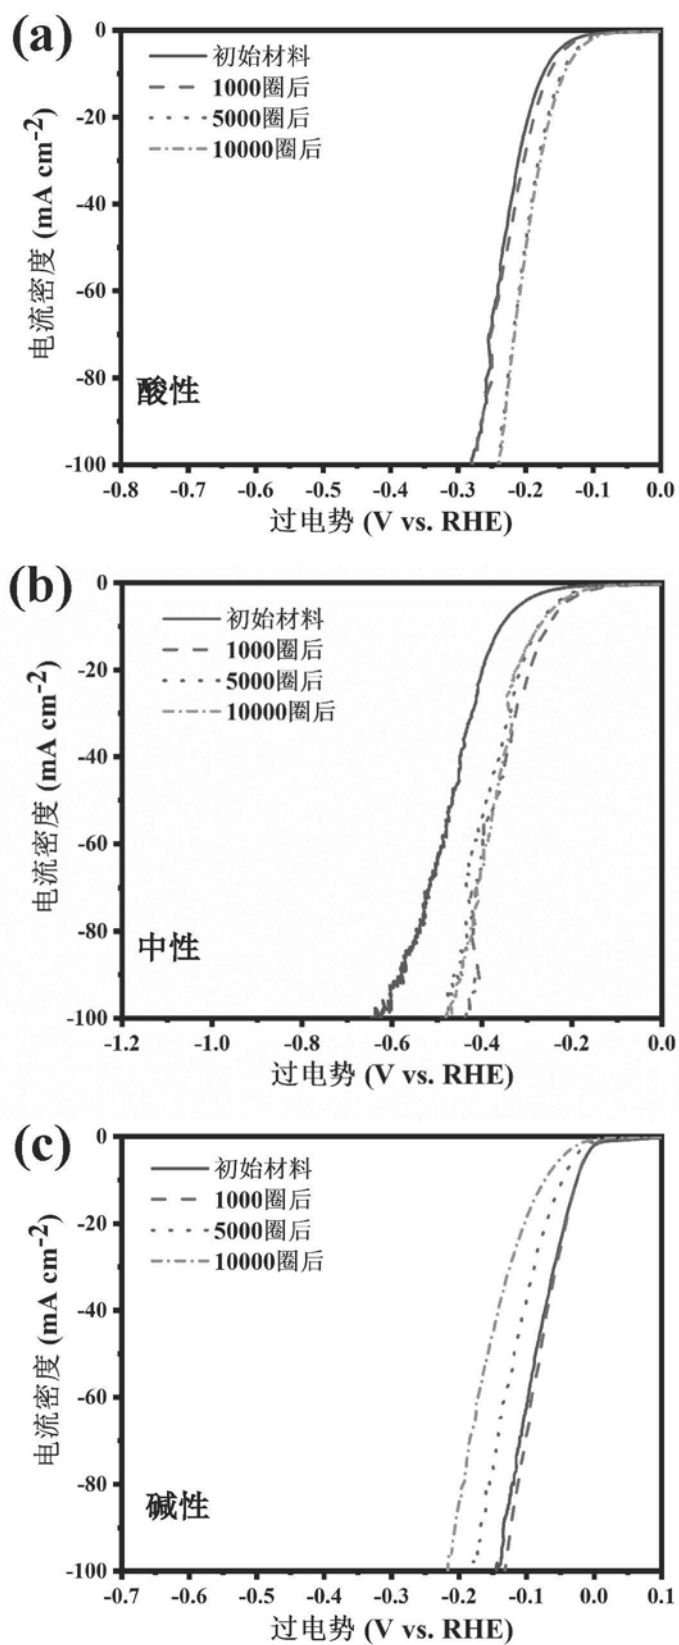 (a)
初始材料
1000圈后
5000圈后
10000圈后
0
-20
-40
-60
-80
-100
电流密度 (mA cm-2)
酸性
-0.8 -0.7 -0.6 -0.5 -0.4 -0.3 -0.2 -0.1 0.0
过电势 (V vs. RHE)
(b)
初始材料
1000圈后
5000圈后
10000圈后
0
-20
-40
-60
-80
-100
电流密度 (mA cm-2)
中性
-1.2 -1.0 -0.8 -0.6 -0.4 -0.2 0.0
过电势 (V vs. RHE)
(c)
初始材料
1000圈后
5000圈后
10000圈后
0
-20
-40
-60
-80
-100
电流密度 (mA cm-2)
碱性
-0.7 -0.6 -0.5 -0.4 -0.3 -0.2 -0.1 0.0 0.1
过电势 (V vs. RHE)